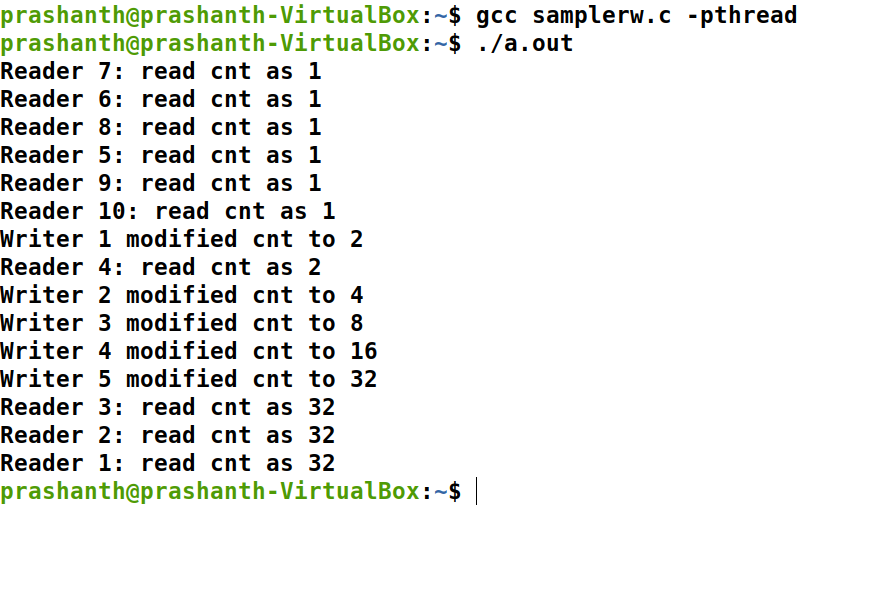 prashanth@prashanth-VirtualBox:~$ gcc samplerw.c -pthread
prashanth@prashanth-VirtualBox:~$ ./a.out
Reader 7: read cnt as 1
Reader 6: read cnt as 1
Reader 8: read cnt as 1
Reader 5: read cnt as 1
Reader 9: read cnt as 1
Reader 10: read cnt as 1
Writer 1 modified cnt to 2
Reader 4: read cnt as 2
Writer 2 modified cnt to 4
Writer 3 modified cnt to 8
Writer 4 modified cnt to 16
Writer 5 modified cnt to 32
Reader 3: read cnt as 32
Reader 2: read cnt as 32
Reader 1: read cnt as 32
prashanth@prashanth-VirtualBox:~$